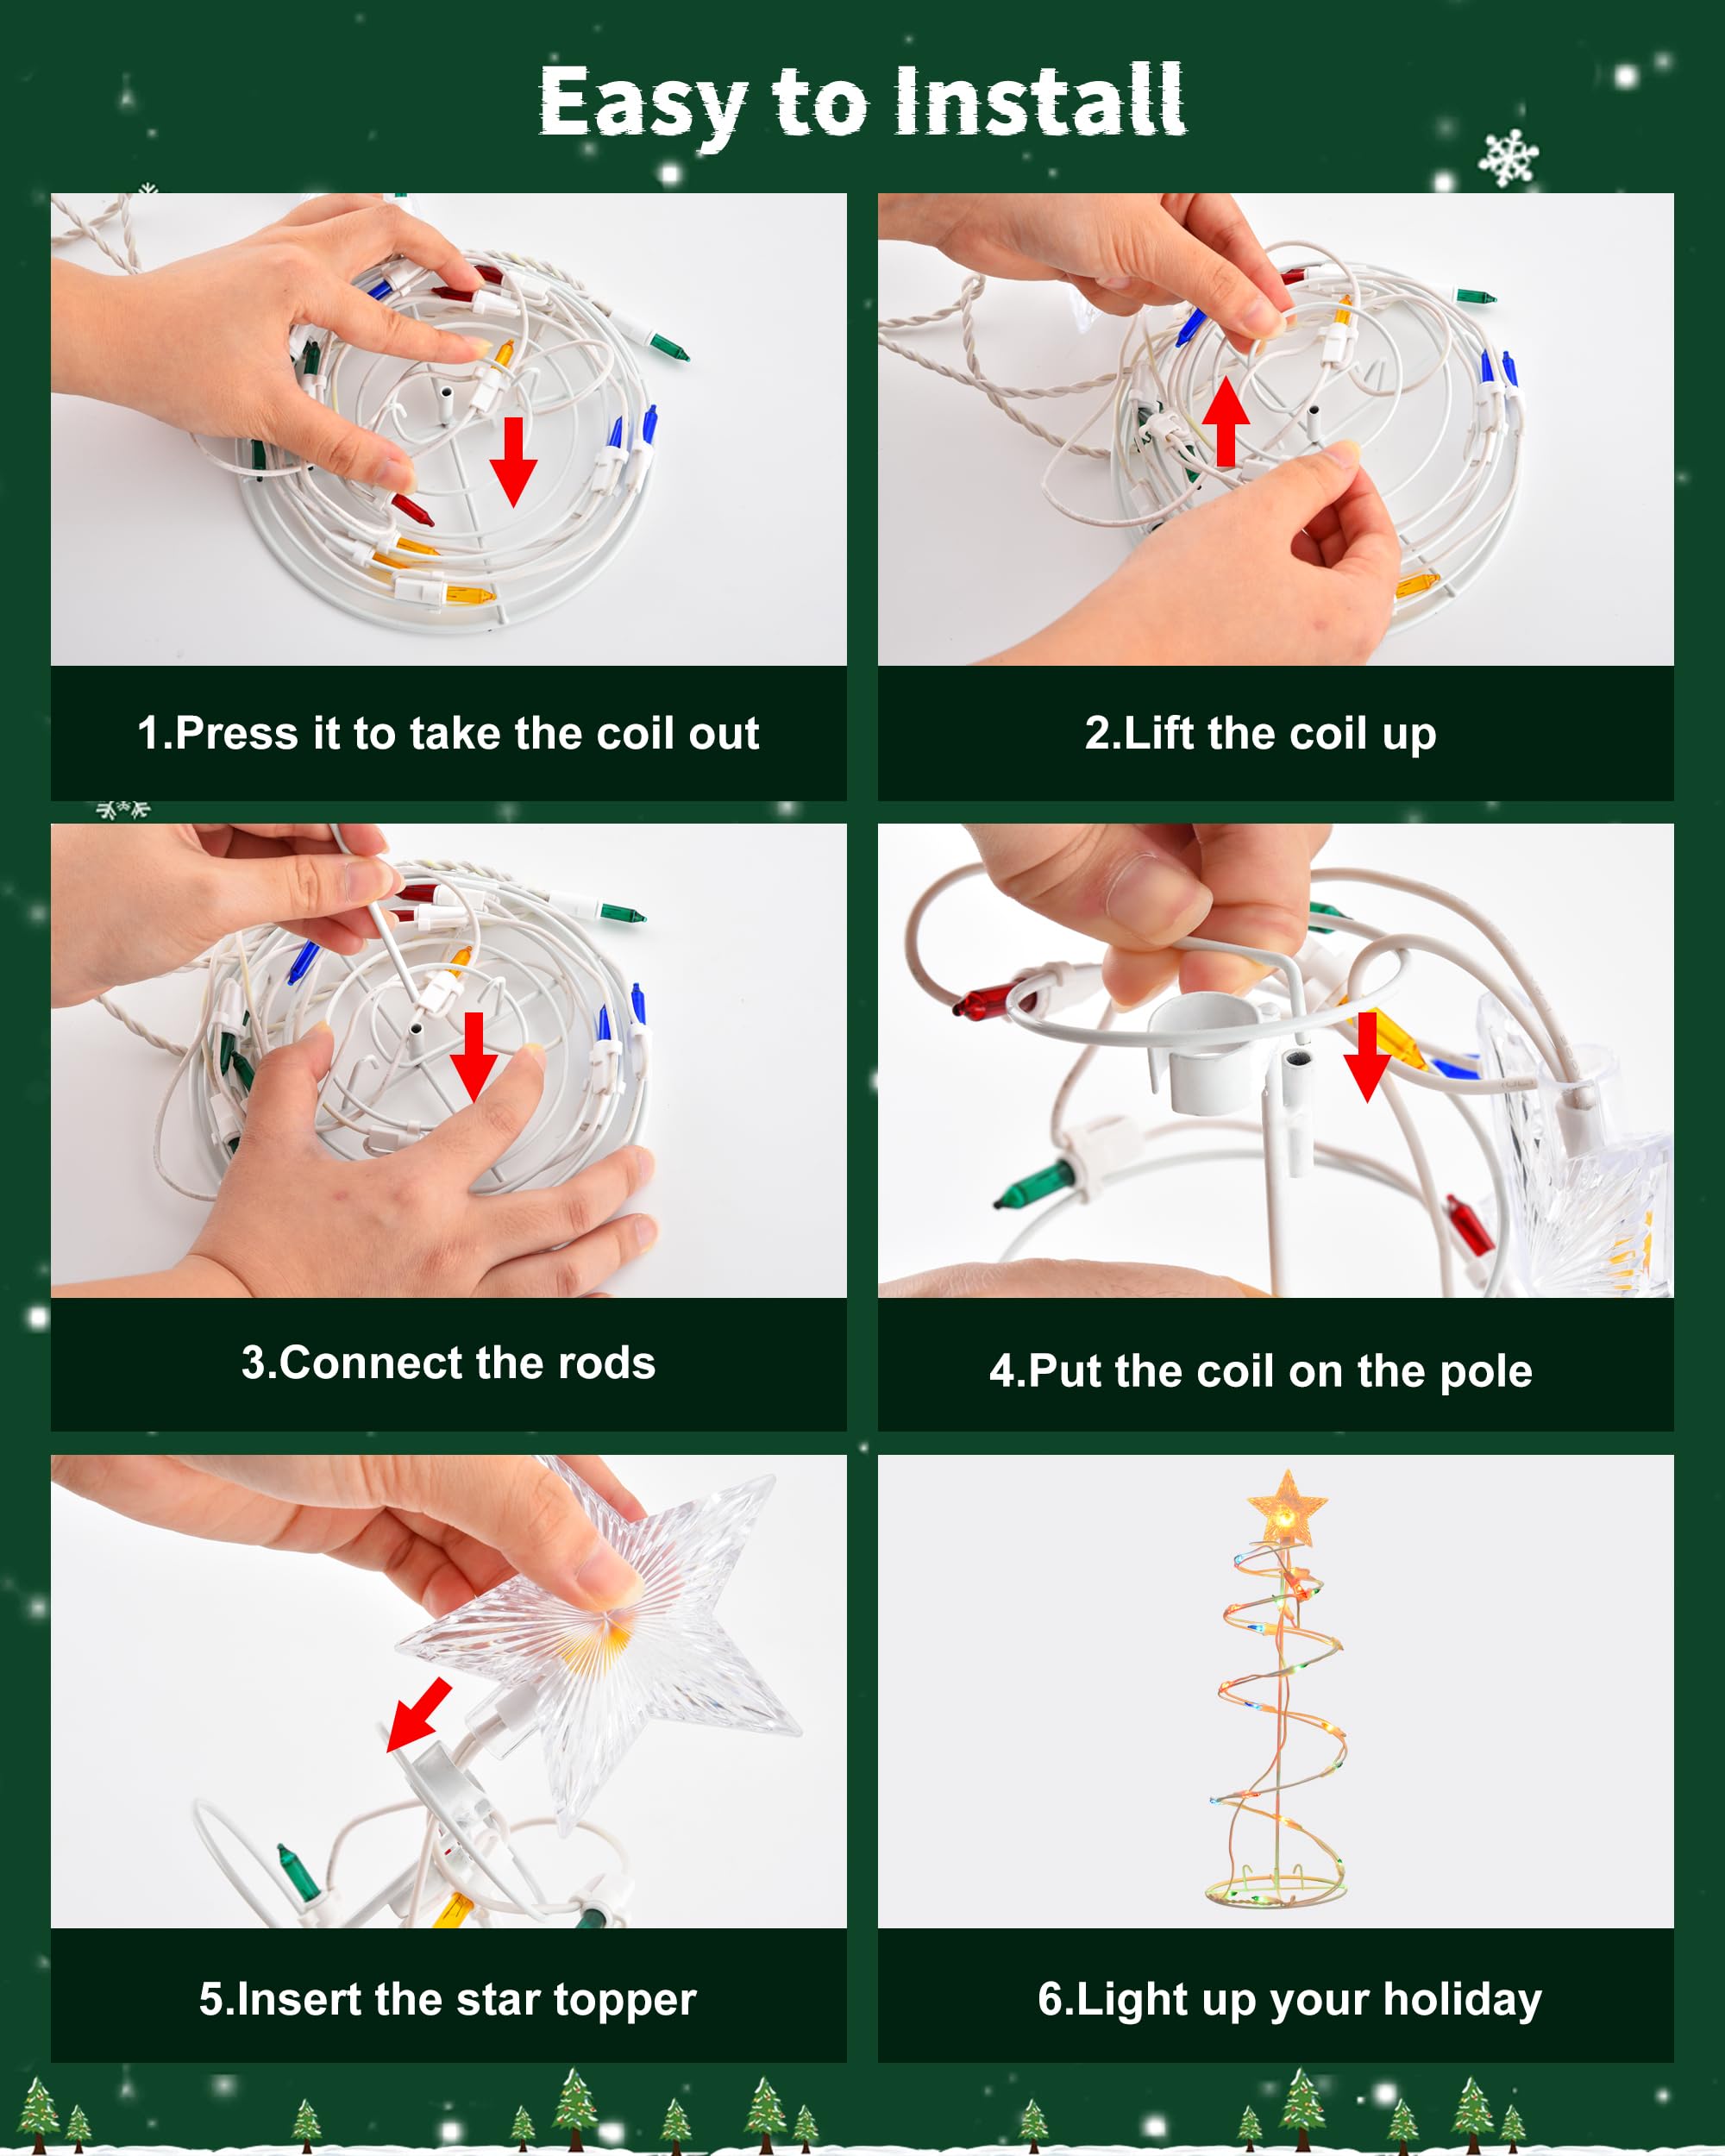 Easy to Install
1.Press it to take the coil out
2.Lift the coil up
3.Connect the rods
4.Put the coil on the pole
5.Insert the star topper
6.Light up your holiday